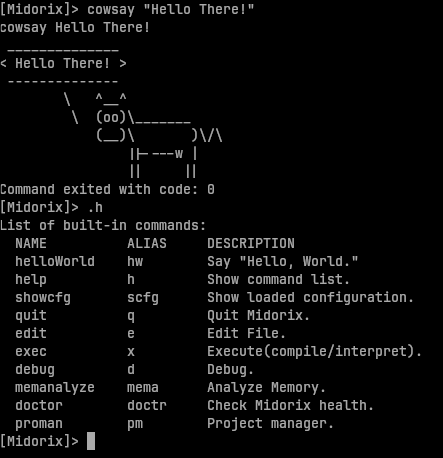 [Midorix]> cowsay "Hello There!"
cowsay Hello There!
 ______________
< Hello There! >
 --------------
        \   ^__^
         \  (oo)\_______
            (__)\       )\/\
                ||----w |
                ||     ||
Command exited with code: 0
[Midorix]> .h
List of built-in commands:
  NAME          ALIAS     DESCRIPTION
  helloWorld    hw        Say "Hello, World."
  help          h         Show command list.
  showcfg       scfg      Show loaded configuration.
  quit          q         Quit Midorix.
  edit          e         Edit File.
  exec          x         Execute(compile/interpret).
  debug         d         Debug.
  memanalyze    mema      Analyze Memory.
  doctor        doctr     Check Midorix health.
  proman        pm        Project manager.
[Midorix]>